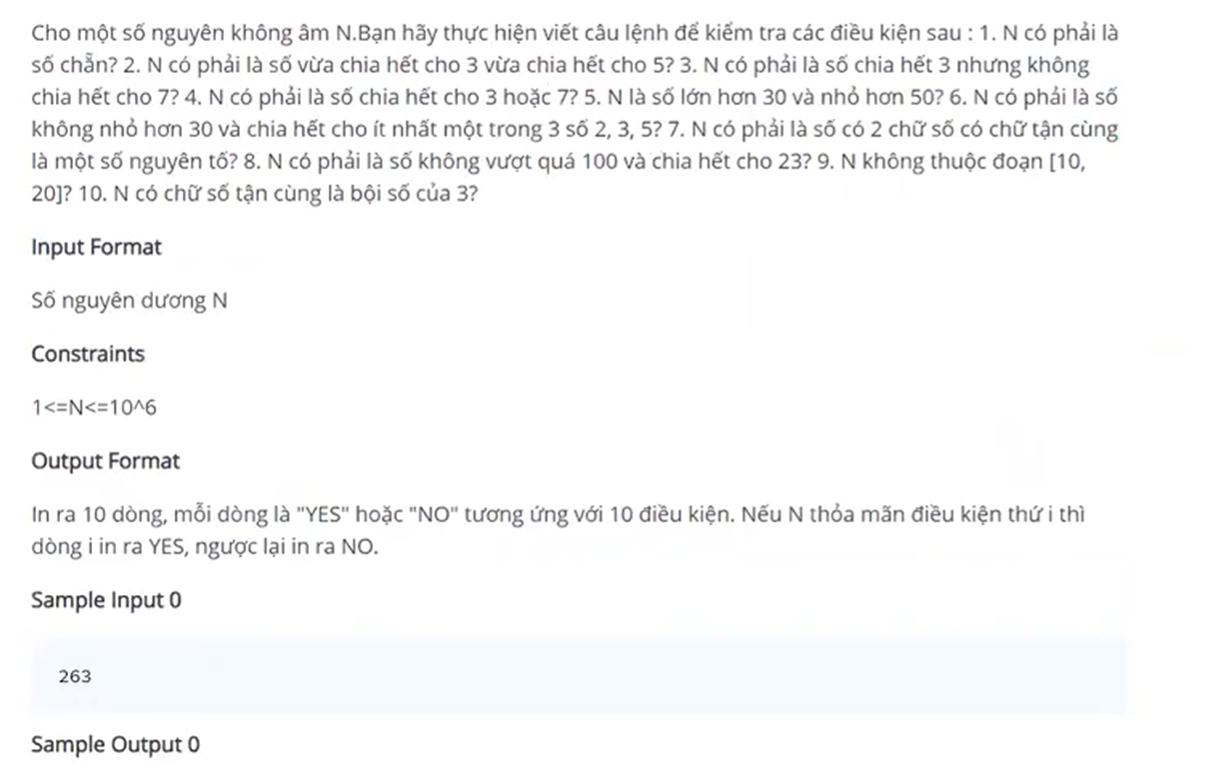 Cho một số nguyên không âm N.Bạn hãy thực hiện viết câu lệnh để kiểm tra các điều kiện sau : 1. N có phải là
số chẵn? 2. N có phải là số vừa chia hết cho 3 vừa chia hết cho 5? 3. N có phải là số chia hết 3 nhưng không
chia hết cho 7? 4. N có phải là số chia hết cho 3 hoặc 7? 5. N là số lớn hơn 30 và nhỏ hơn 50? 6. N có phải là số
không nhỏ hơn 30 và chia hết cho ít nhất một trong 3 số 2, 3, 5? 7. N có phải là số có 2 chữ số có chữ tận cùng
là một số nguyên tố? 8. N có phải là số không vượt quá 100 và chia hết cho 23? 9. N không thuộc đoạn [10,
20]? 10. N có chữ số tận cùng là bội số của 3?
Input Format
Số nguyên dương N
Constraints
1<=N<=10^6
Output Format
In ra 10 dòng, mỗi dòng là "YES" hoặc "NO" tương ứng với 10 điều kiện. Nếu N thỏa mãn điều kiện thứ i thì
dòng i in ra YES, ngược lại in ra NO.
Sample Input 0
263
Sample Output 0